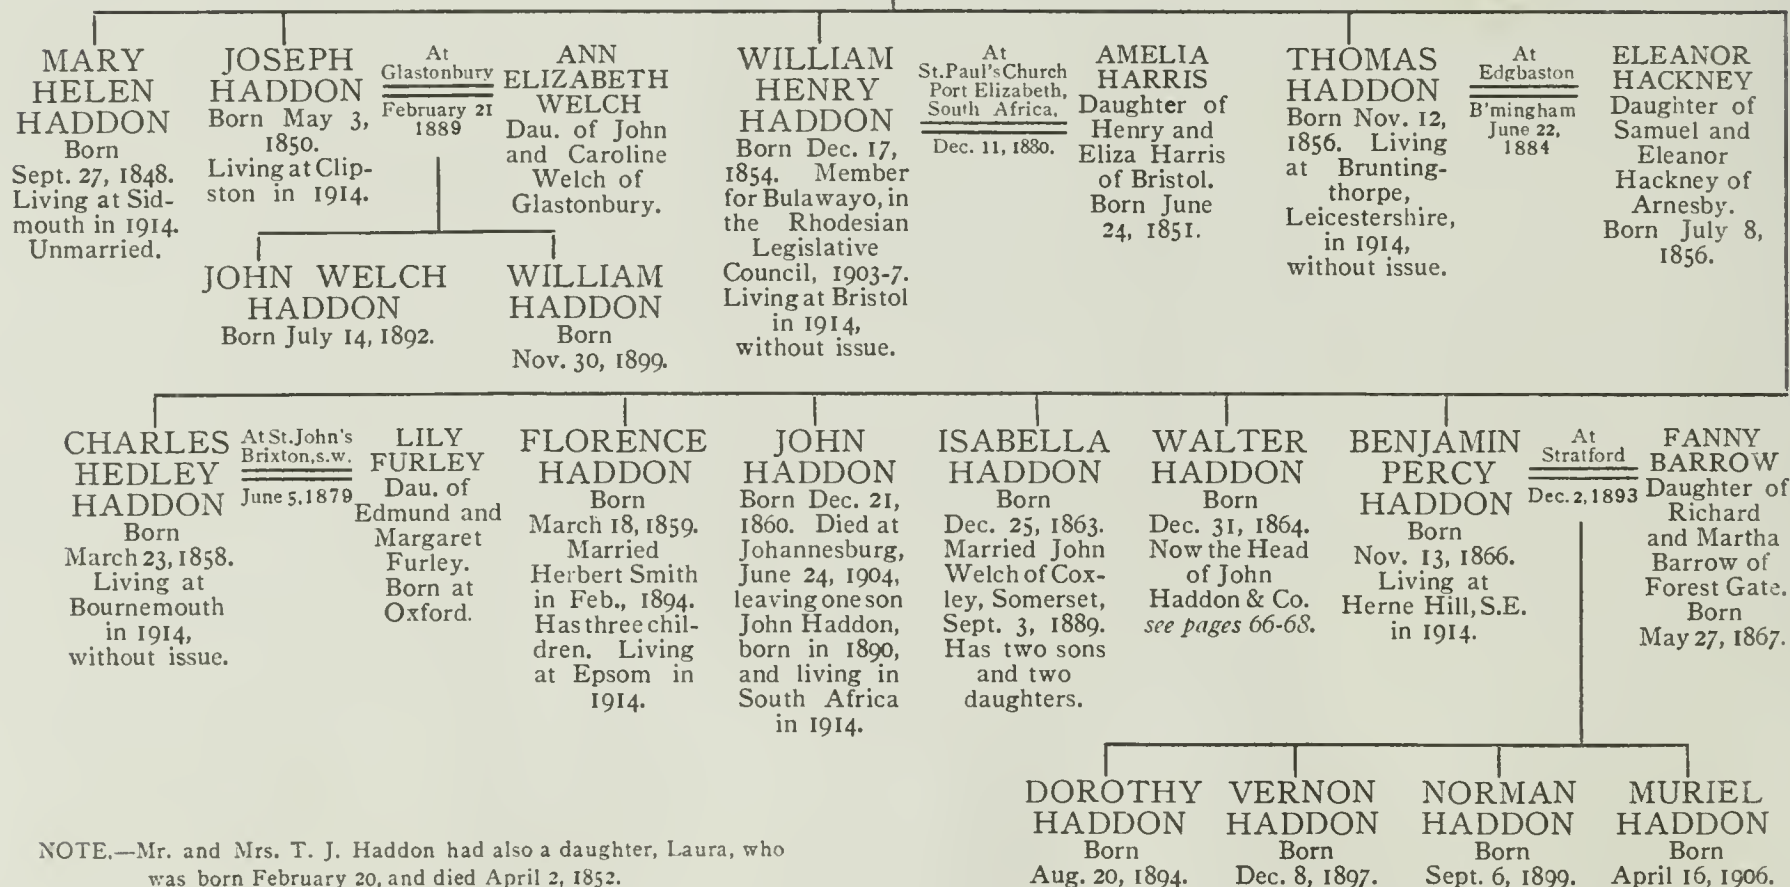 MARY
HELEN
HADDON
Born
Sept. 27, 1848.
Living at Sid-
mouth in 1914.
Unmarried.
JOSEPH
HADDON
Born May 3,
1850.
Living at Clip-
ston in 1914.
At
Glastonbury
February 21
1889
ANN
ELIZABETH
WELCH
Dau. of John
and Caroline
Welch of
Glastonbury.
WILLIAM
HENRY
HADDON
Born Dec. 17,
1854. Member
for Bulawayo, in
the Rhodesian
Legislative
Council, 1903-7.
Living at Bristol
in 1914,
without issue.
At
St. Paul's Church
Port Elizabeth,
South Africa,
Dec. 11, 1880.
AMELIA
HARRIS
Daughter of
Henry and
Eliza Harris
of Bristol.
Born June
24, 1851.
THOMAS
HADDON
Born Nov. 12,
1856. Living
at Brunting-
thorpe,
Leicestershire,
in 1914,
without issue.
At
Edgbaston
B'mingham
June 22,
1884
ELEANOR
HACKNEY
Daughter of
Samuel and
Eleanor
Hackney of
Arnesby.
Born July 8,
1856.
JOHN WELCH
HADDON
Born July 14, 1892.
WILLIAM
HADDON
Born
Nov. 30, 1899.
CHARLES
HEDLEY
HADDON
Born
March 23, 1858.
Living at
Bournemouth
in 1914,
without issue.
At St. John's
Brixton, s.w.
June 5, 1879
LILY
FURLEY
Dau. of
Edmund and
Margaret
Furley.
Born at
Oxford.
FLORENCE
HADDON
Born
March 18, 1859.
Married
Herbert Smith
in Feb., 1894.
Has three chil-
dren. Living
at Epsom in
1914.
JOHN
HADDON
Born Dec. 21,
1860. Died at
Johannesburg,
June 24, 1904,
leaving one son
John Haddon,
born in 1890,
and living in
South Africa
in 1914.
ISABELLA
HADDON
Born
Dec. 25, 1863.
Married John
Welch of Cox-
ley, Somerset,
Sept. 3, 1889.
Has two sons
and two
daughters.
WALTER
HADDON
Born
Dec. 31, 1864.
Now the Head
of John
Haddon & Co.
see pages 66-68.
BENJAMIN
PERCY
HADDON
Born
Nov. 13, 1866.
Living at
Herne Hill, S.E.
in 1914.
At
Stratford
Dec. 2, 1893
FANNY
BARROW
Daughter of
Richard
and Martha
Barrow of
Forest Gate.
Born
May 27, 1867.
DOROTHY
HADDON
Born
Aug. 20, 1894.
VERNON
HADDON
Born
Dec. 8, 1897.
NORMAN
HADDON
Born
Sept. 6, 1899.
MURIEL
HADDON
Born
April 16, 1906.
NOTE.—Mr. and Mrs. T. J. Haddon had also a daughter, Laura, who
was born February 20, and died April 2, 1852.